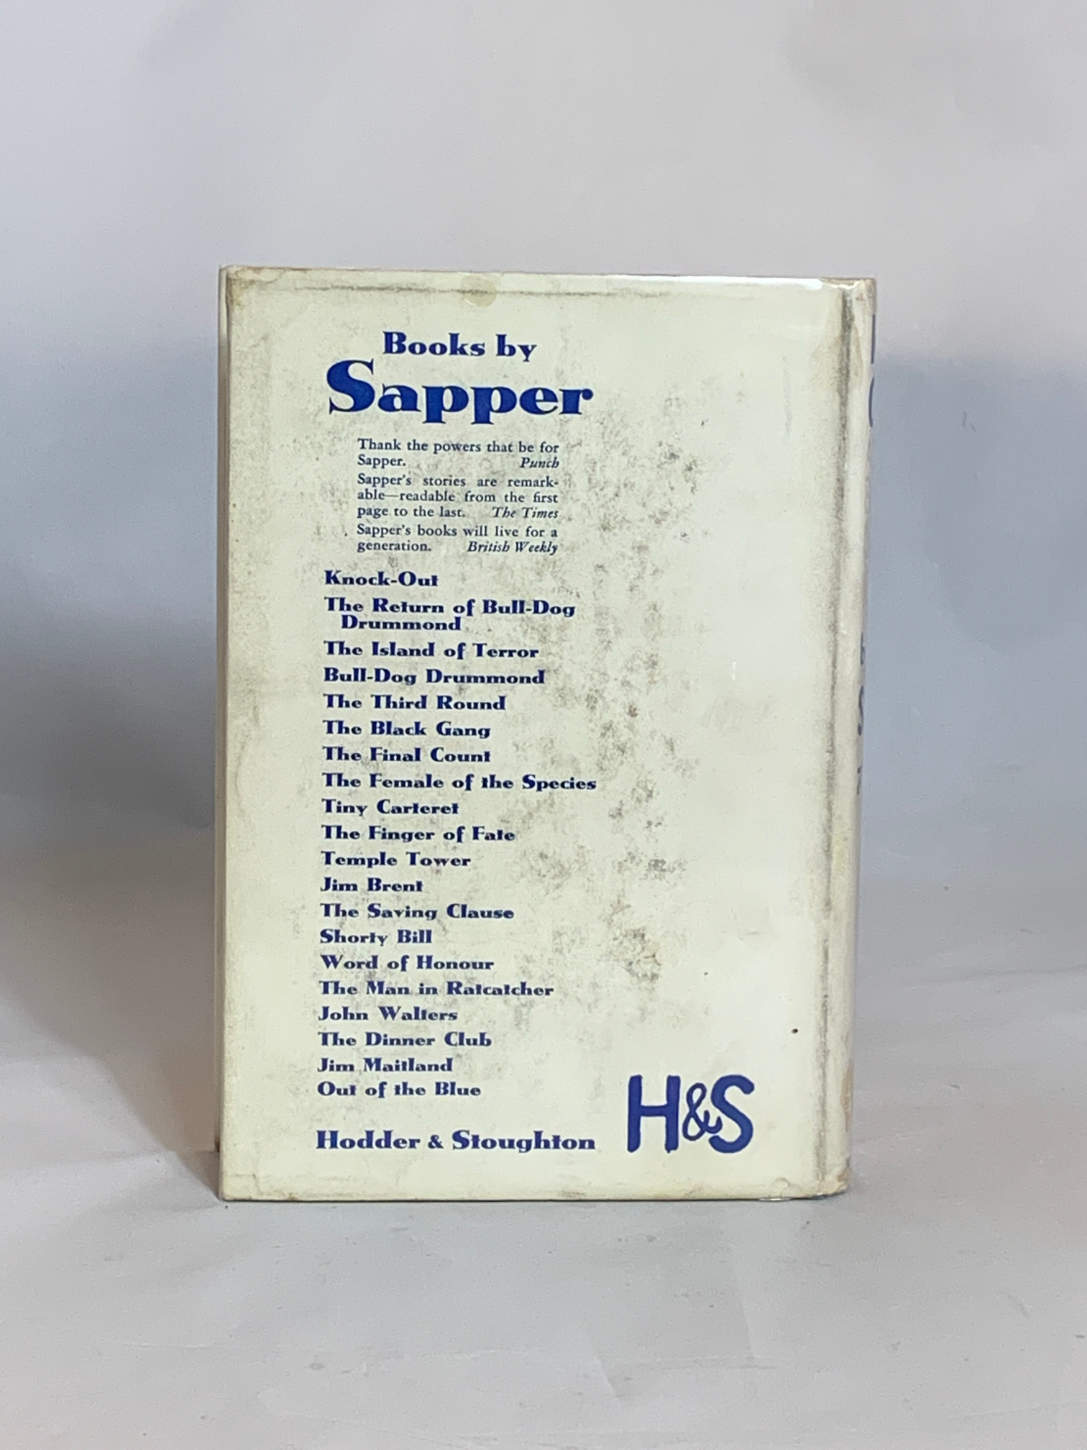 Books by
Sapper
Thank the powers that be for
Sapper. Punch
Sapper's stories are remark-
able—readable from the first
page to the last. The Times
Sapper's books will live for a
generation. British Weekly
Knock-Out
The Return of Bull-Dog
Drummond
The Island of Terror
Bull-Dog Drummond
The Third Round
The Black Gang
The Final Count
The Female of the Species
Tiny Carteret
The Finger of Fate
Temple Tower
Jim Brent
The Saving Clause
Shorty Bill
Word of Honour
The Man in Ratcatcher
John Walters
The Dinner Club
Jim Maitland
Out of the Blue
Hodder & Stoughton
H&S